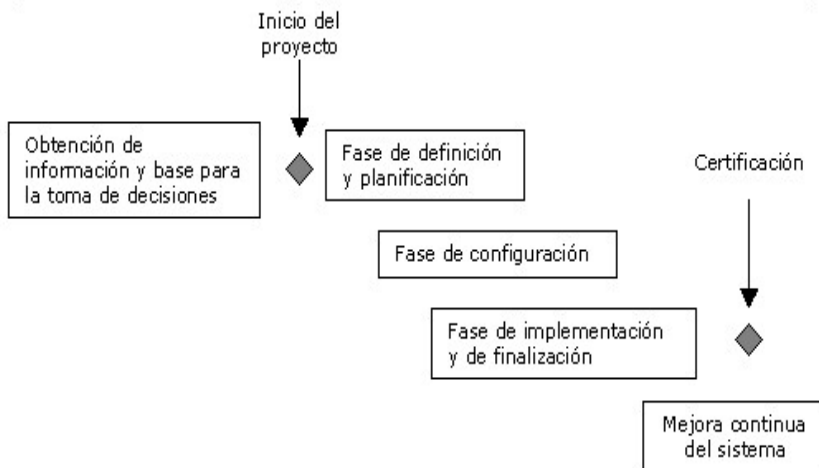 Inicio del
proyecto
Obtención de
información y base para
la toma de decisiones
Fase de definición
y planificación
Certificación
Fase de configuración
Fase de implementación
y de finalización
Mejora continua
del sistema